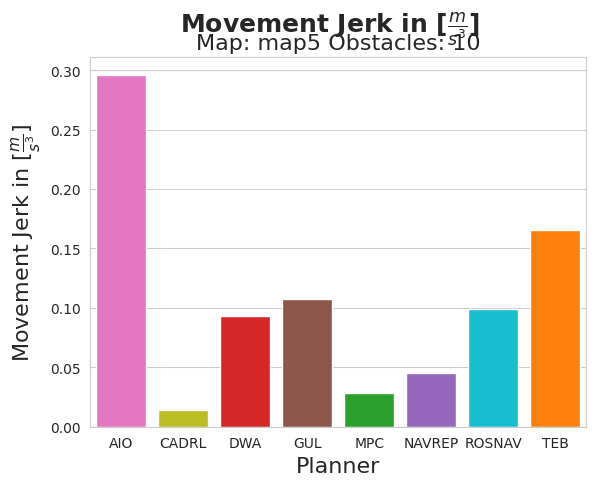 Movement Jerk in [m/s³]
Map: map5 Obstacles: 10
Movement Jerk in [m/s³]
0.30
0.25
0.20
0.15
0.10
0.05
0.00
AIO CADRL DWA GUL MPC NAVREP ROSNAV TEB
Planner